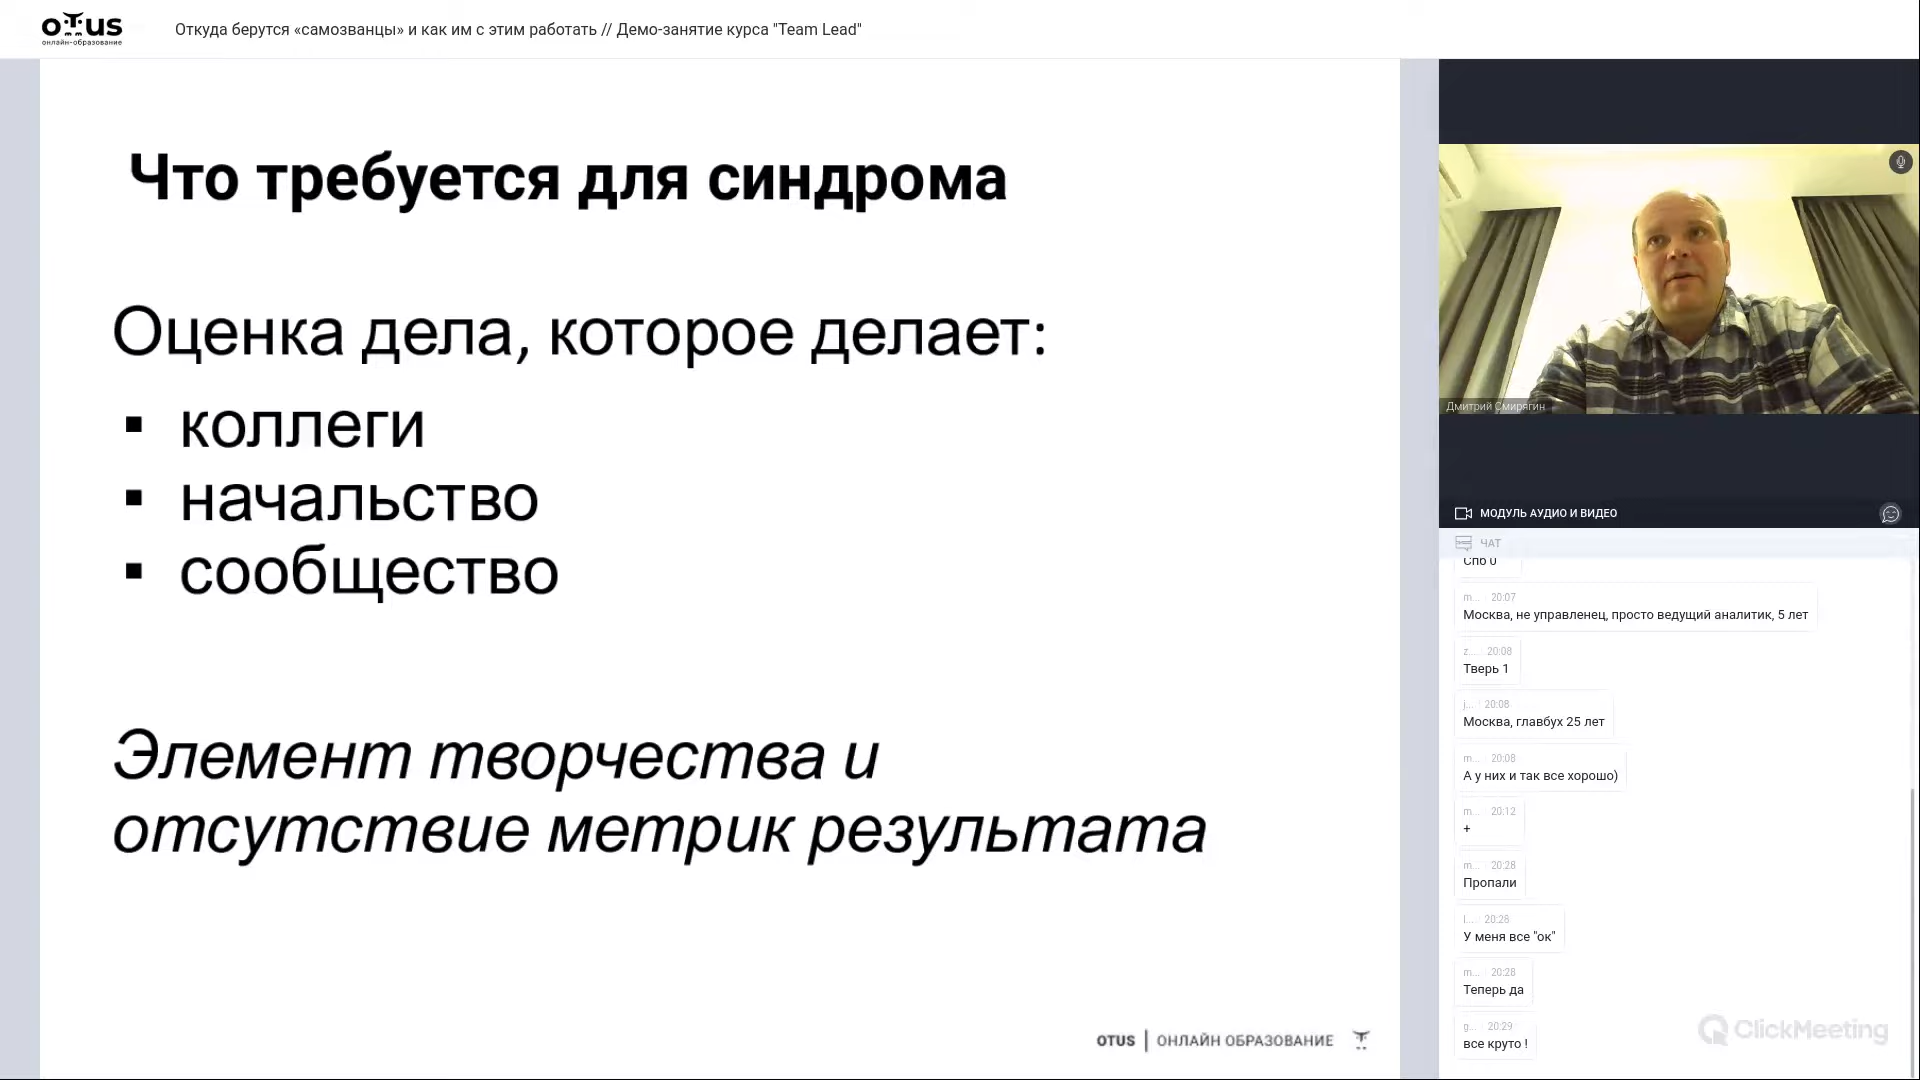 OTUS
онлайн-образование
Откуда берутся «самозванцы» и как им с этим работать // Демо-занятие курса "Team Lead"
Что требуется для синдрома
Оценка дела, которое делает:
▪ коллеги
▪ начальство
▪ сообщество
Элемент творчества и
отсутствие метрик результата
OTUS | ОНЛАЙН ОБРАЗОВАНИЕ
Дмитрий Смирягин
МОДУЛЬ АУДИО И ВИДЕО
ЧАТ
Спб 0
m... 20:07
Москва, не управленец, просто ведущий аналитик, 5 лет
z... 20:08
Тверь 1
j... 20:08
Москва, главбух 25 лет
m... 20:08
А у них и так все хорошо)
m... 20:12
+
m... 20:28
Пропали
l... 20:28
У меня все "ок"
m... 20:28
Теперь да
g... 20:29
все круто !
ClickMeeting